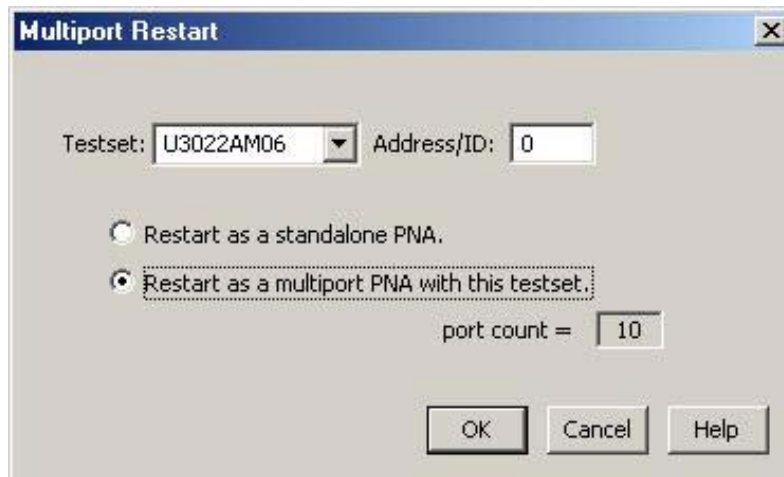 Multiport Restart
Testset: U3022AM06 Address/ID: 0
Restart as a standalone PNA.
Restart as a multiport PNA with this testset.
port count = 10
OK Cancel Help